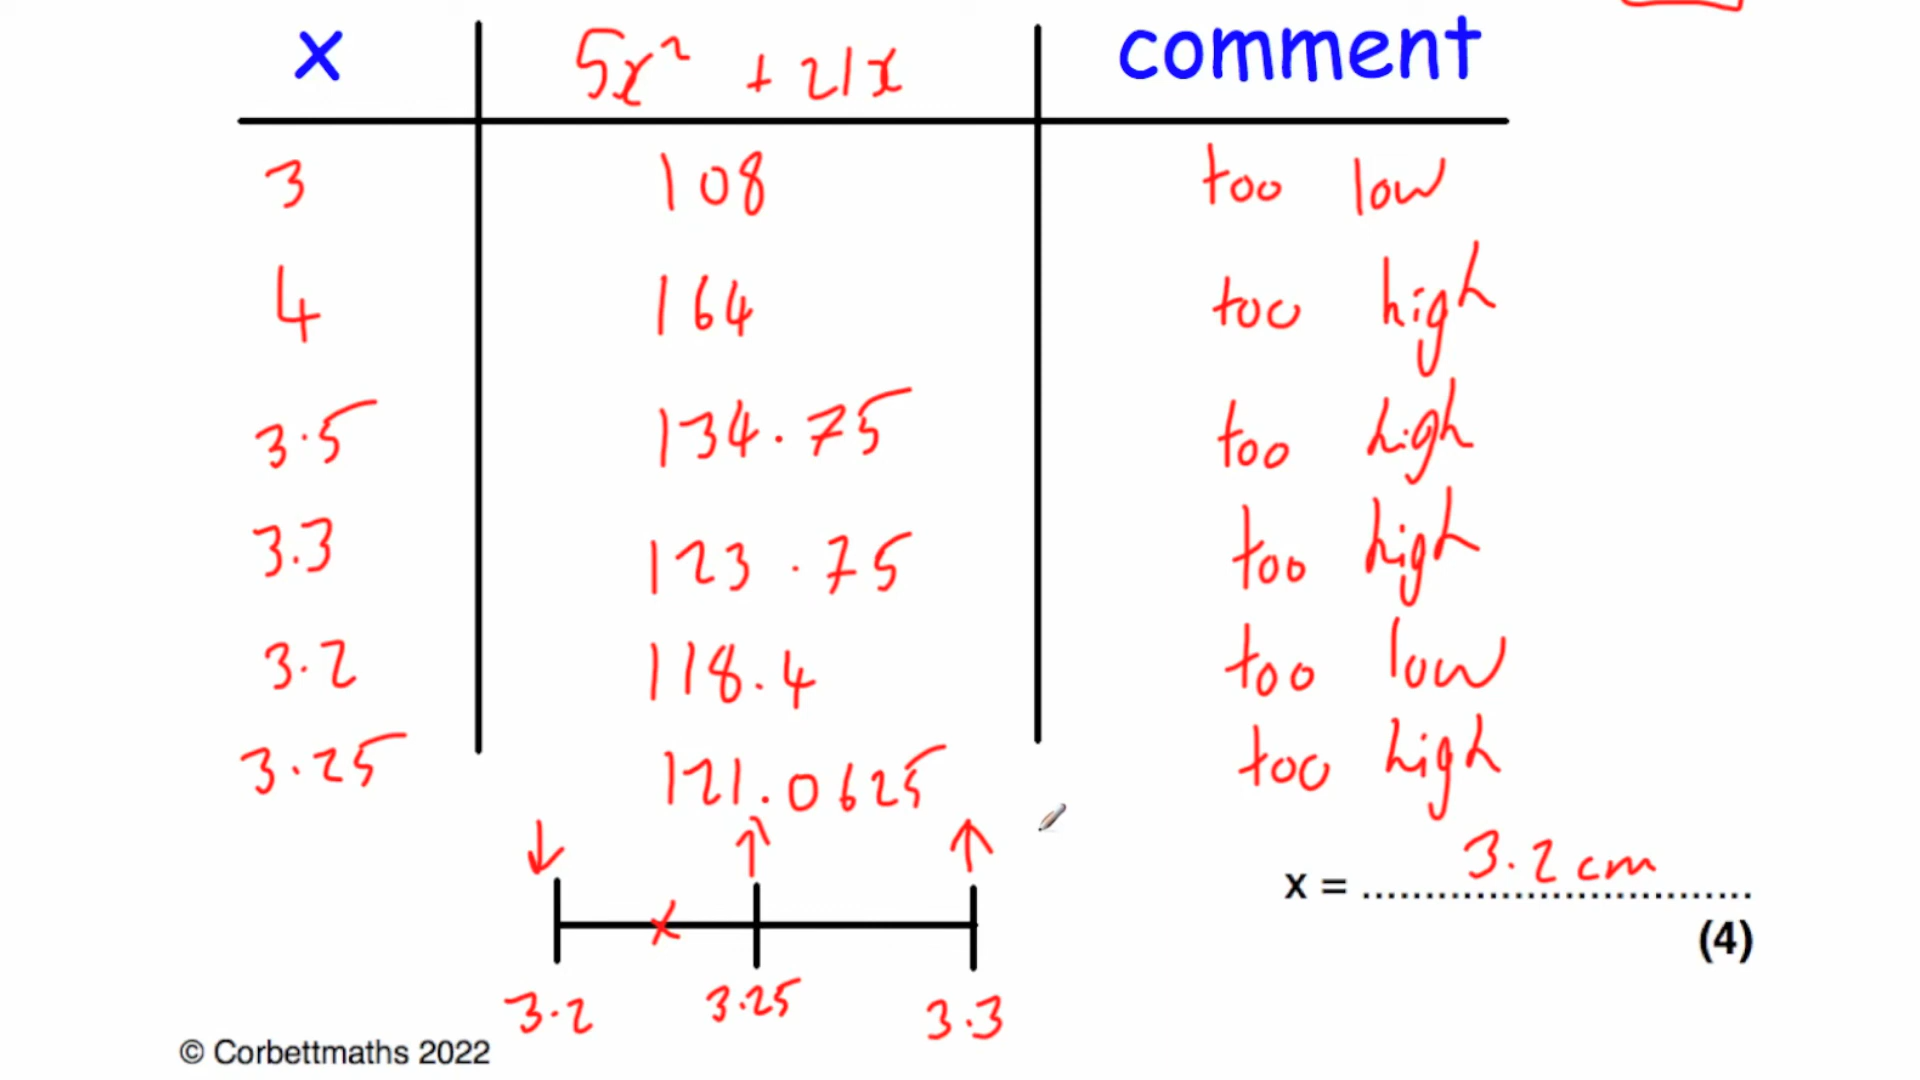 x 5x² + 21x comment
3 108 too low
4 164 too high
3.5 134.75 too high
3.3 123.75 too high
3.2 118.4 too low
3.25 121.0625 too high
x = .............................. 3.2 cm
(4)
3.2 3.25 3.3
© Corbettmaths 2022